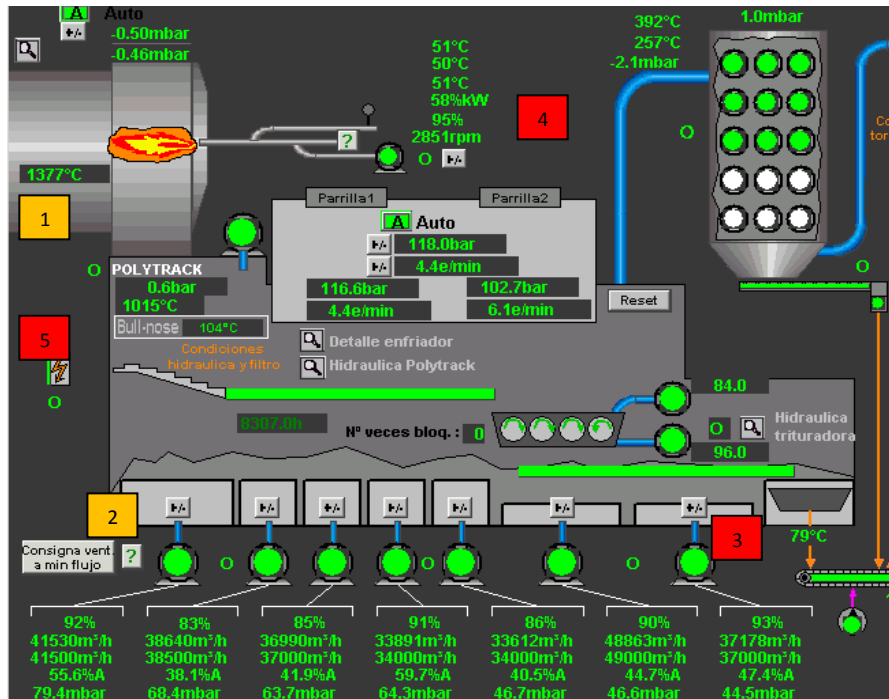 A Auto
+/-
-0.50mbar
-0.46mbar
392°C
257°C
-2.1mbar
1.0mbar
51°C
50°C
51°C
58%kW
95%
2851rpm
4
?
O
+/-
O
Co
tor
1377°C
1
Parrilla1
Parrilla2
A Auto
+/-
118.0bar
+/-
4.4e/min
116.6bar
102.7bar
4.4e/min
6.1e/min
O
O
POLYTRACK
0.6bar
1015°C
Bull-nose 104°C
Condiciones
hidraulica y filtro
Reset
Detalle enfriador
Hidraulica Polytrack
5
O
8307.0h
Nº veces bloq. : 0
84.0
O
96.0
Hidraulica
trituradora
2
+/-
+/-
+/-
+/-
+/-
+/-
+/-
3
79°C
Consigna vent.
a min flujo
?
O
O
O
92% 83% 85% 91% 86% 90% 93%
41530m³/h 38640m³/h 36990m³/h 33891m³/h 33612m³/h 48863m³/h 37178m³/h
41500m³/h 38500m³/h 37000m³/h 34000m³/h 34000m³/h 49000m³/h 37000m³/h
55.6%A 38.1%A 41.9%A 59.7%A 40.5%A 44.7%A 47.4%A
79.4mbar 68.4mbar 63.7mbar 64.3mbar 46.7mbar 46.6mbar 44.5mbar